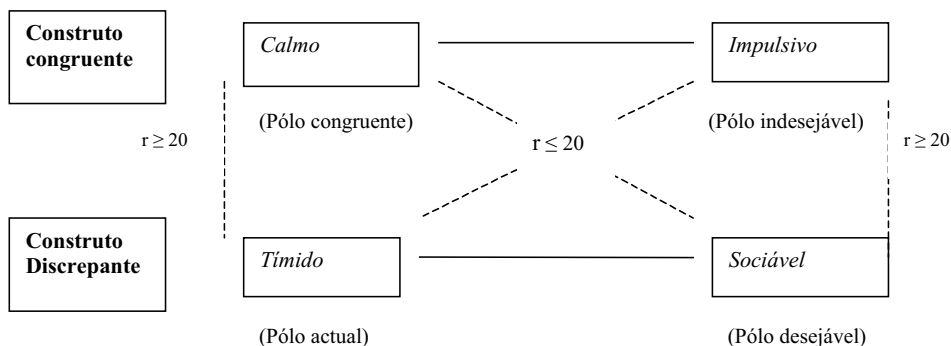 Construto
congruente
Calmo
Impulsivo
(Pólo congruente)
(Pólo indesejável)
r ≥ 20
r ≤ 20
r ≥ 20
Construto
Discrepante
Tímido
Sociável
(Pólo actual)
(Pólo desejável)